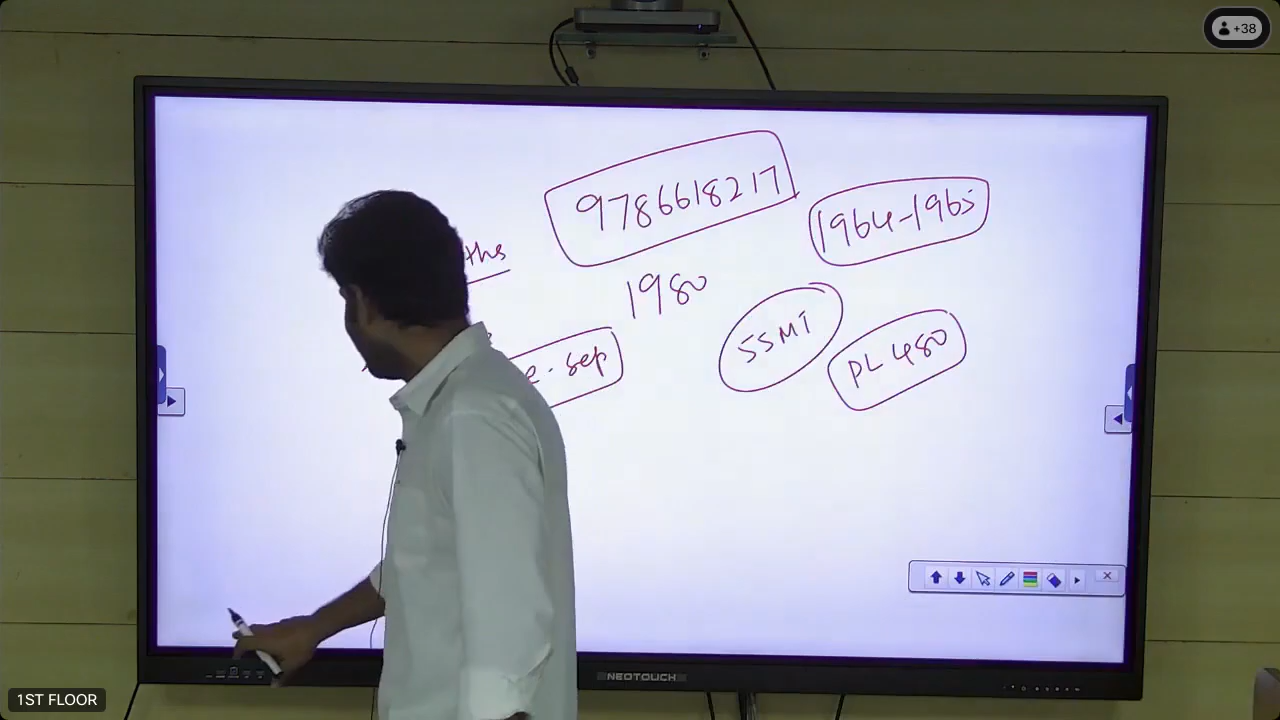 +38
9786618217
1964-1965
ths
1980
SSMT
PL 480
e - sep
NEOTOUCH
1ST FLOOR